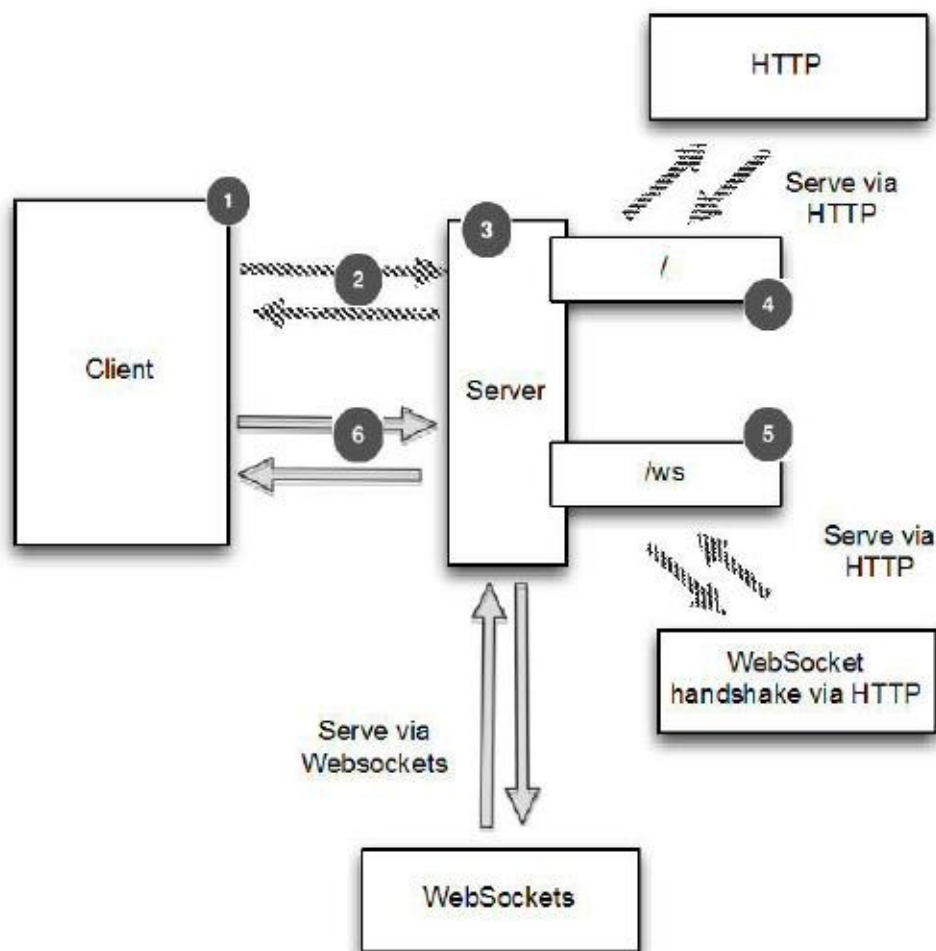 HTTP
1
Serve via
HTTP
3
/
2
4
Client
Server
6
5
/ws
Serve via
HTTP
WebSocket
handshake via HTTP
Serve via
Websockets
WebSockets